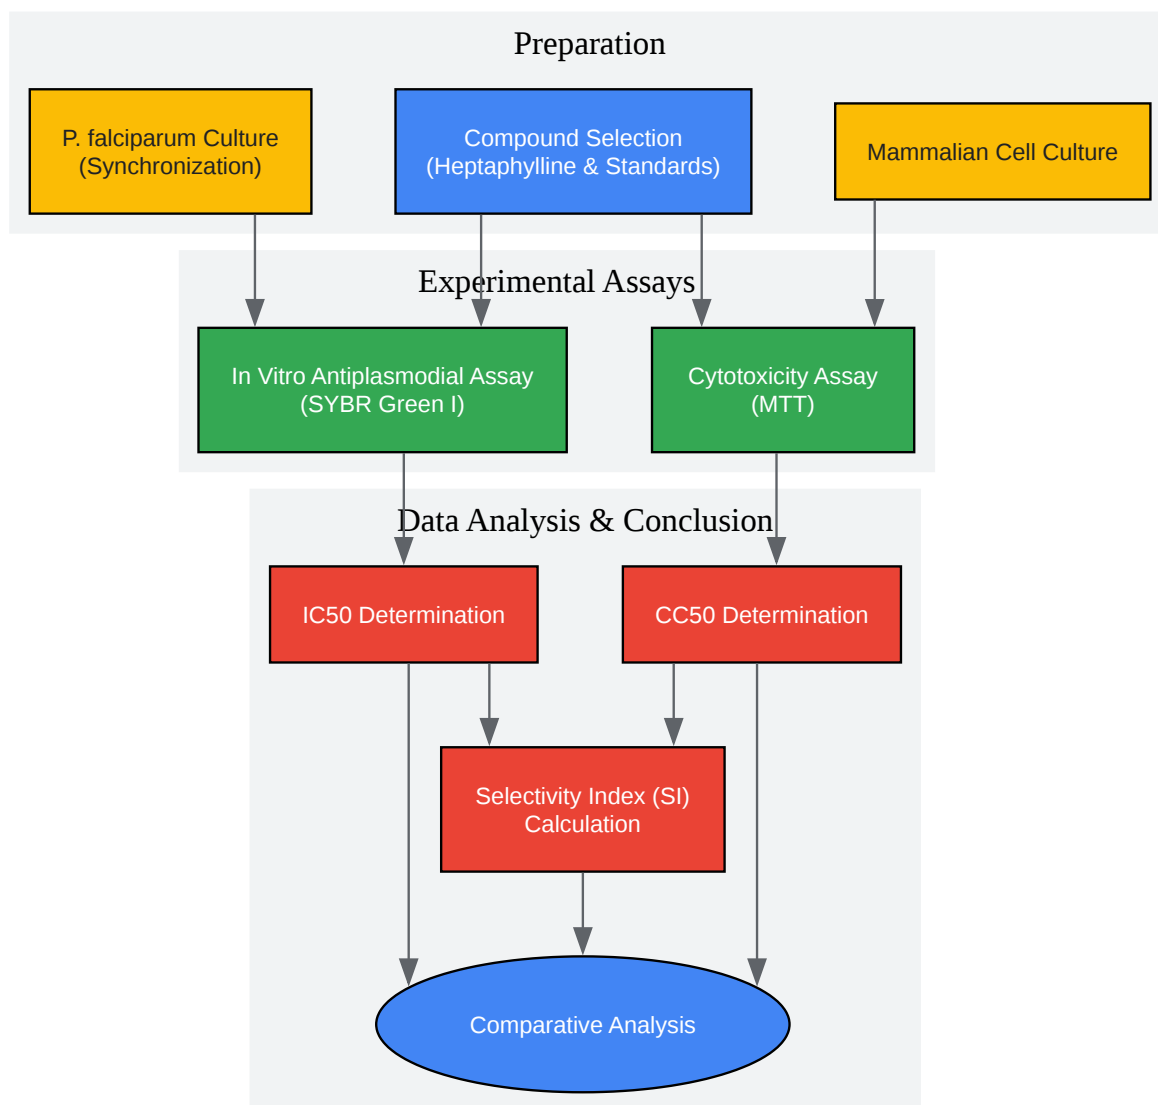 Preparation
P. falciparum Culture
(Synchronization)
Compound Selection
(Heptaphylline & Standards)
Mammalian Cell Culture
Experimental Assays
In Vitro Antiplasmodial Assay
(SYBR Green I)
Cytotoxicity Assay
(MTT)
Data Analysis & Conclusion
IC50 Determination
CC50 Determination
Selectivity Index (SI)
Calculation
Comparative Analysis